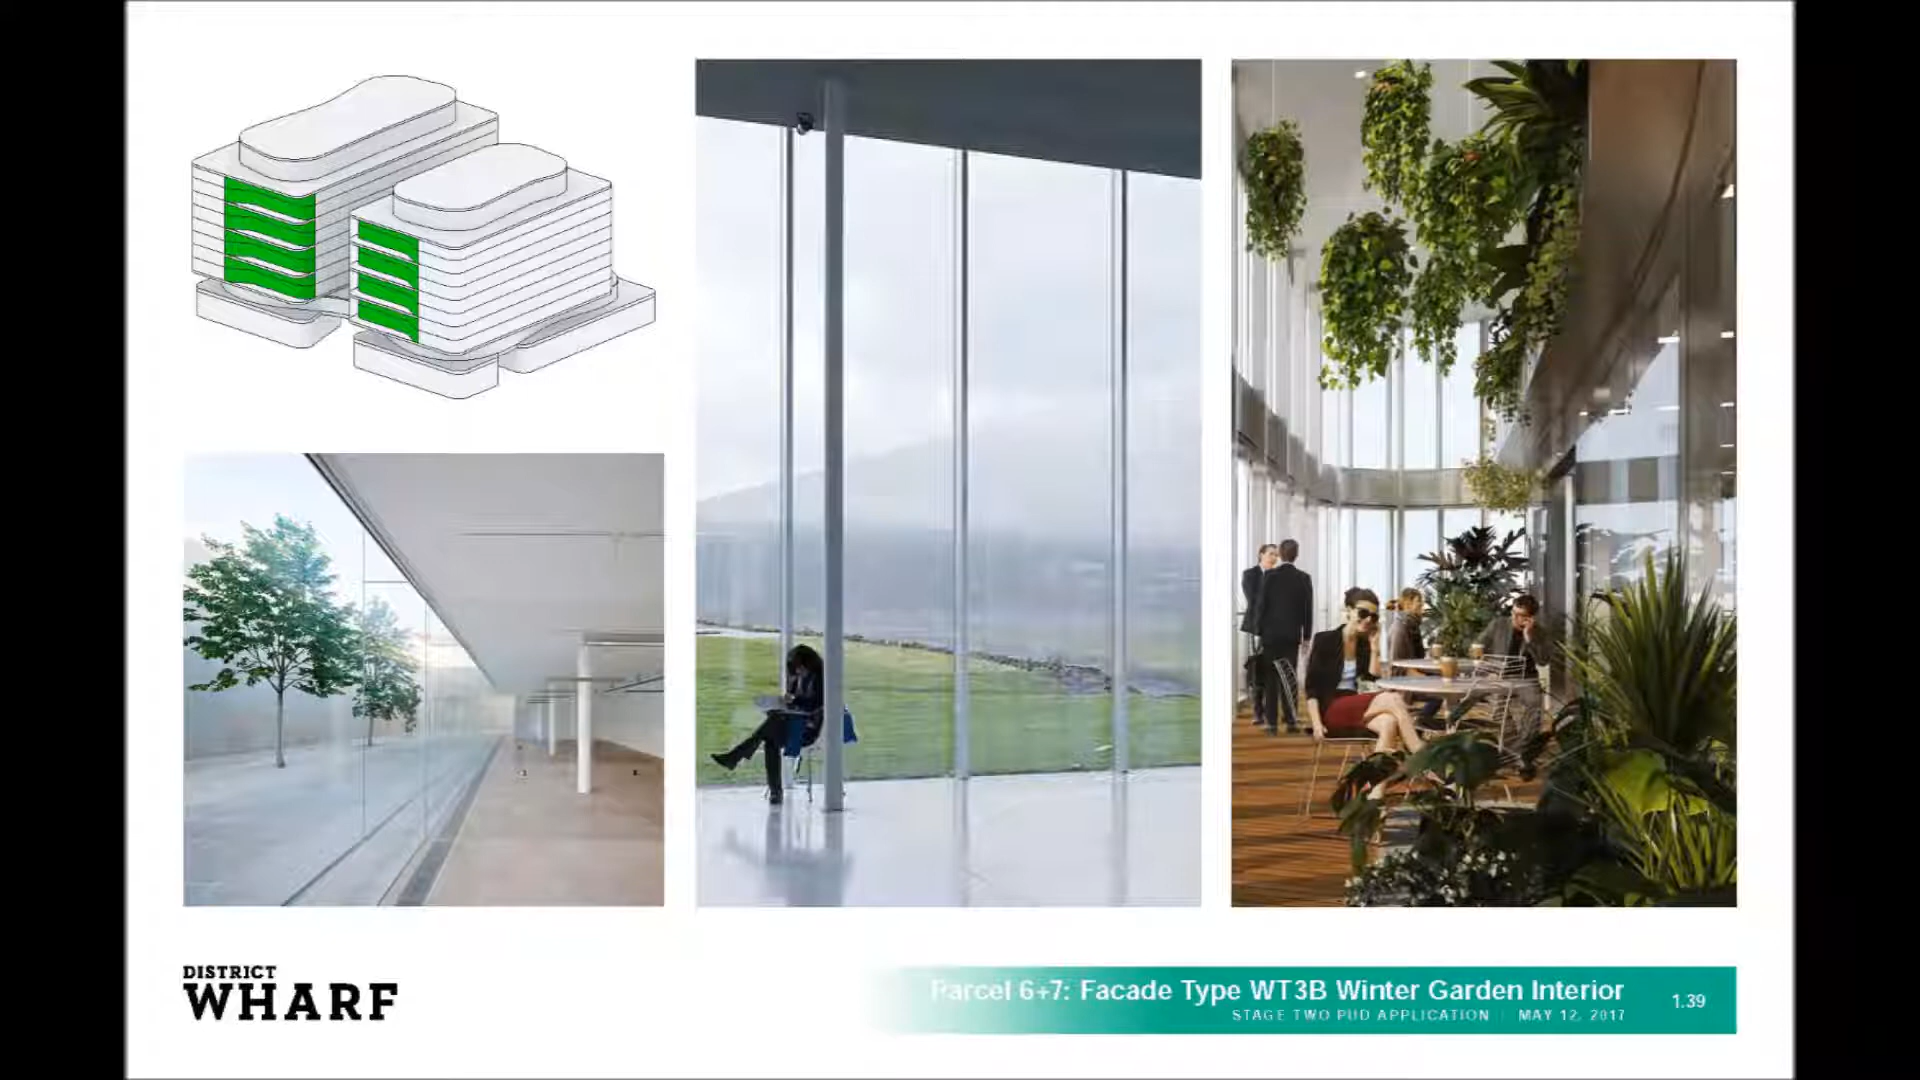 DISTRICT
WHARF
Parcel 6+7: Facade Type WT3B Winter Garden Interior
STAGE TWO PUD APPLICATION | MAY 12, 2017
1.39